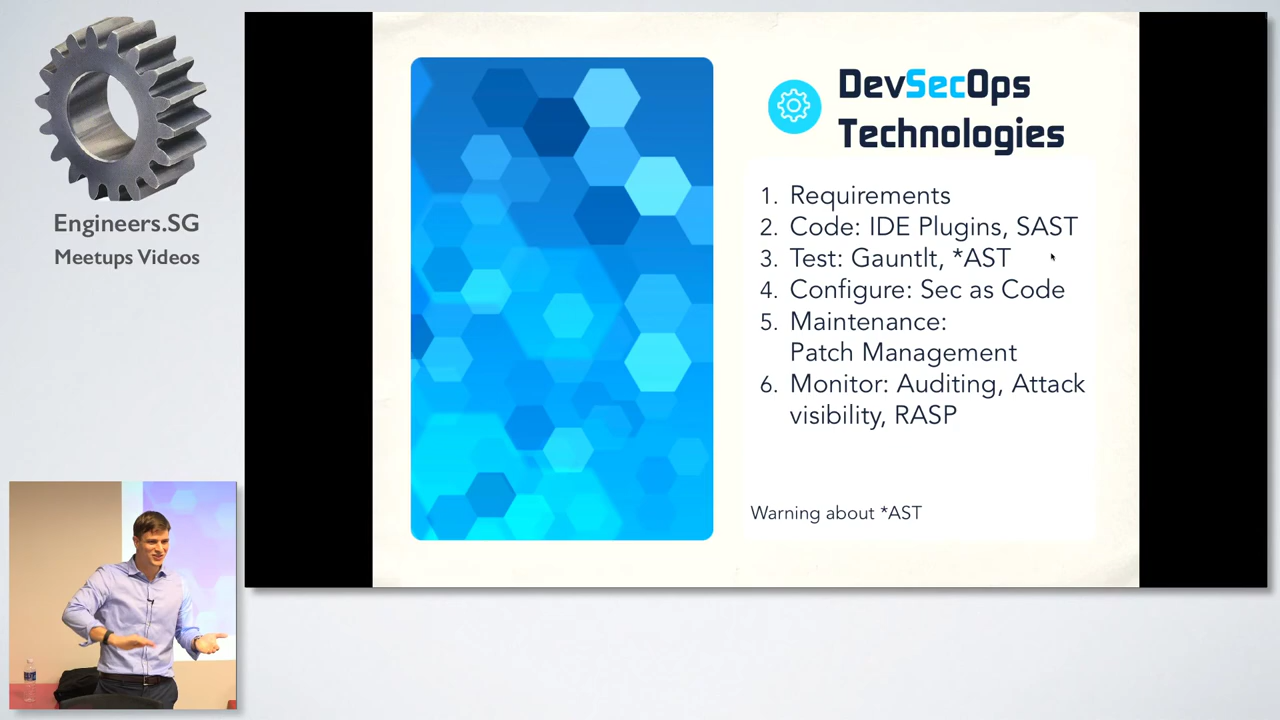 Engineers.SG
Meetups Videos
DevSecOps
Technologies
1. Requirements
2. Code: IDE Plugins, SAST
3. Test: Gauntlt, *AST
4. Configure: Sec as Code
5. Maintenance:
Patch Management
6. Monitor: Auditing, Attack
visibility, RASP
Warning about *AST